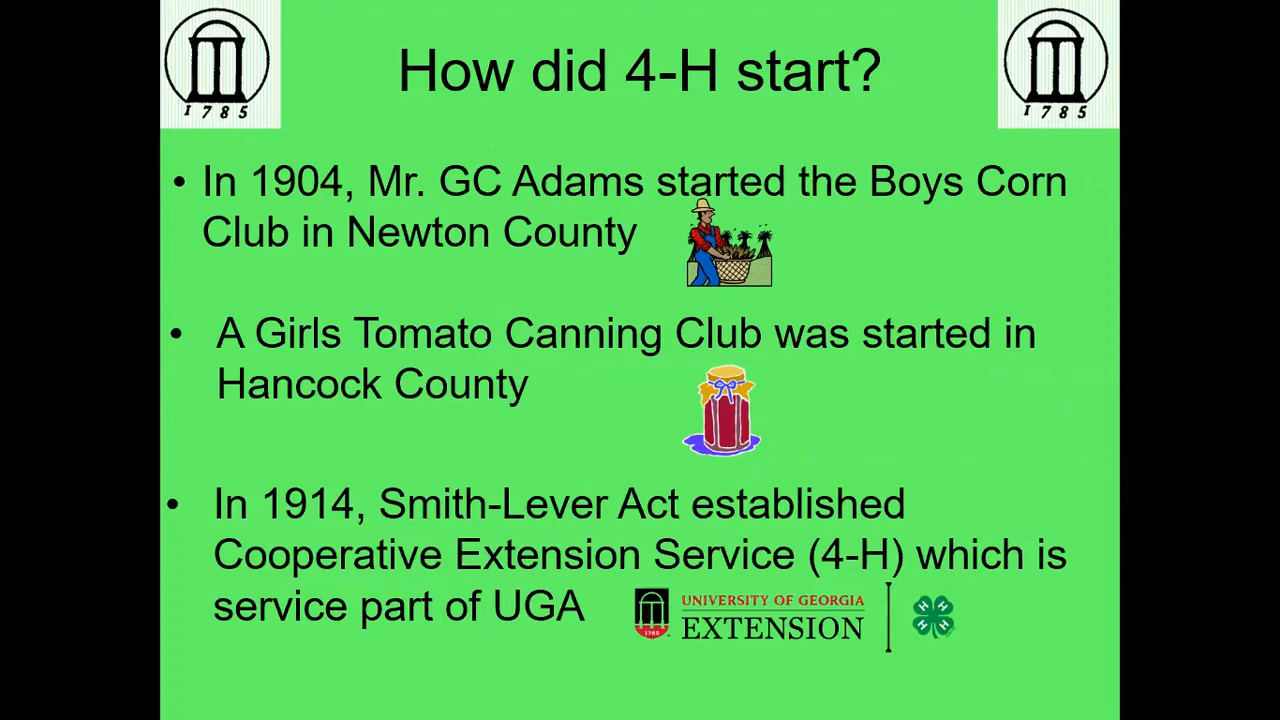 1785
How did 4-H start?
1785
• In 1904, Mr. GC Adams started the Boys Corn
Club in Newton County
• A Girls Tomato Canning Club was started in
Hancock County
• In 1914, Smith-Lever Act established
Cooperative Extension Service (4-H) which is
service part of UGA
1785
UNIVERSITY OF GEORGIA
EXTENSION
H H
H H